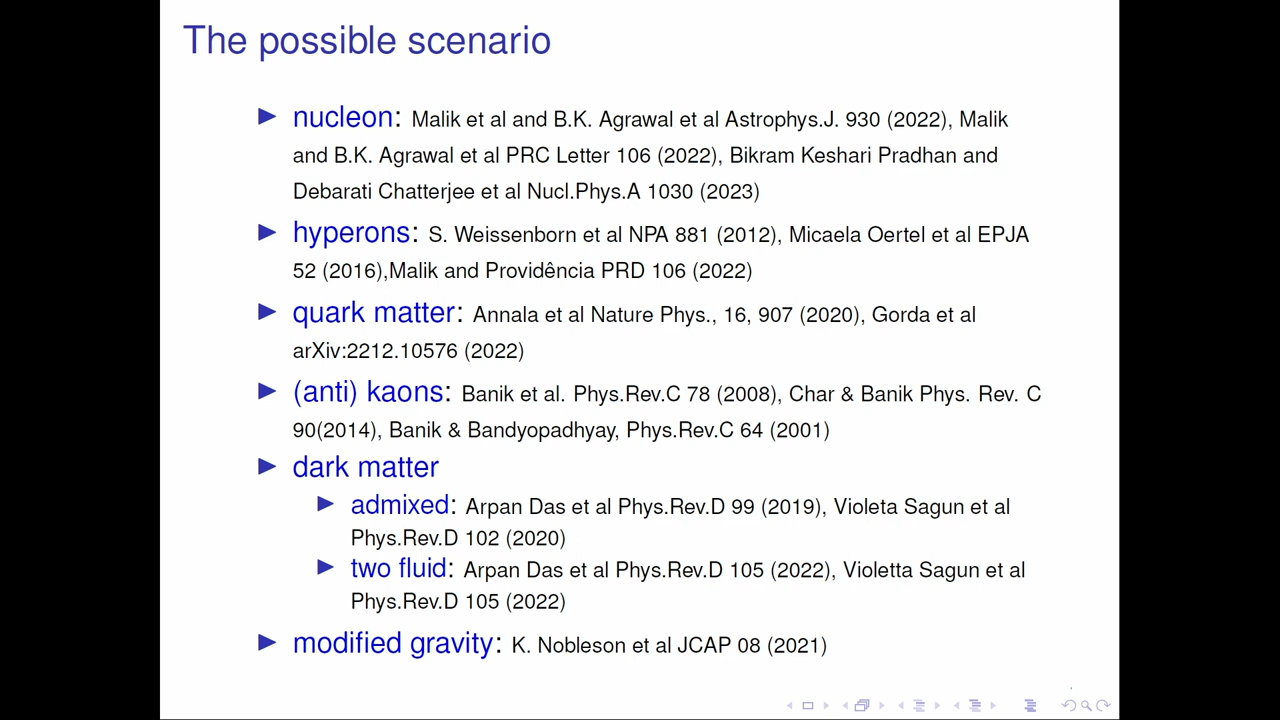 The possible scenario
nucleon: Malik et al and B.K. Agrawal et al Astrophys.J. 930 (2022), Malik
and B.K. Agrawal et al PRC Letter 106 (2022), Bikram Keshari Pradhan and
Debarati Chatterjee et al Nucl.Phys.A 1030 (2023)
hyperons: S. Weissenborn et al NPA 881 (2012), Micaela Oertel et al EPJA
52 (2016),Malik and Providência PRD 106 (2022)
quark matter: Annala et al Nature Phys., 16, 907 (2020), Gorda et al
arXiv:2212.10576 (2022)
(anti) kaons: Banik et al. Phys.Rev.C 78 (2008), Char & Banik Phys. Rev. C
90(2014), Banik & Bandyopadhyay, Phys.Rev.C 64 (2001)
dark matter
admixed: Arpan Das et al Phys.Rev.D 99 (2019), Violeta Sagun et al
Phys.Rev.D 102 (2020)
two fluid: Arpan Das et al Phys.Rev.D 105 (2022), Violetta Sagun et al
Phys.Rev.D 105 (2022)
modified gravity: K. Nobleson et al JCAP 08 (2021)